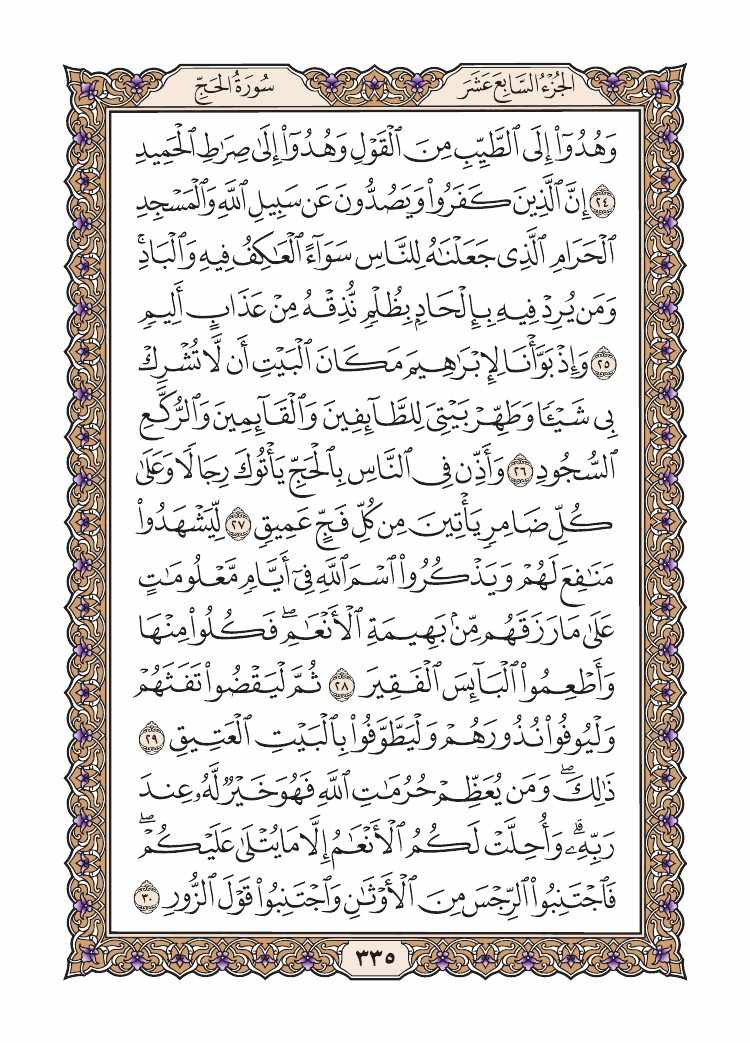 الجُزْءُ السَّابِعَ عَشَرَ
سُورَةُ الحَجِّ
وَهُدُوٓاْ إِلَى ٱلطَّيِّبِ مِنَ ٱلْقَوْلِ وَهُدُوٓاْ إِلَىٰ صِرَٰطِ ٱلْحَمِيدِ
٢٤ إِنَّ ٱلَّذِينَ كَفَرُواْ وَيَصُدُّونَ عَن سَبِيلِ ٱللَّهِ وَٱلْمَسْجِدِ
ٱلْحَرَامِ ٱلَّذِى جَعَلْنَٰهُ لِلنَّاسِ سَوَآءً ٱلْعَٰكِفُ فِيهِ وَٱلْبَادِۚ
وَمَن يُرِدْ فِيهِ بِإِلْحَادٍۭ بِظُلْمٍ نُّذِقْهُ مِنْ عَذَابٍ أَلِيمٍ
٢٥ وَإِذْ بَوَّأْنَا لِإِبْرَٰهِيمَ مَكَانَ ٱلْبَيْتِ أَن لَّا تُشْرِكْ
بِى شَيْـًٔا وَطَهِّرْ بَيْتِىَ لِلطَّآئِفِينَ وَٱلْقَآئِمِينَ وَٱلرُّكَّعِ
ٱلسُّجُودِ ٢٦ وَأَذِّن فِى ٱلنَّاسِ بِٱلْحَجِّ يَأْتُوكَ رِجَالًا وَعَلَىٰ
كُلِّ ضَامِرٍ يَأْتِينَ مِن كُلِّ فَجٍّ عَمِيقٍ ٢٧ لِّيَشْهَدُواْ
مَنَٰفِعَ لَهُمْ وَيَذْكُرُواْ ٱسْمَ ٱللَّهِ فِىٓ أَيَّامٍ مَّعْلُومَٰتٍ
عَلَىٰ مَا رَزَقَهُم مِّنۢ بَهِيمَةِ ٱلْأَنْعَٰمِۖ فَكُلُواْ مِنْهَا
وَأَطْعِمُواْ ٱلْبَآئِسَ ٱلْفَقِيرَ ٢٨ ثُمَّ لْيَقْضُواْ تَفَثَهُمْ
وَلْيُوفُواْ نُذُورَهُمْ وَلْيَطَّوَّفُواْ بِٱلْبَيْتِ ٱلْعَتِيقِ ٢٩
ذَٰلِكَۖ وَمَن يُعَظِّمْ حُرُمَٰتِ ٱللَّهِ فَهُوَ خَيْرٌ لَّهُۥ عِندَ
رَبِّهِۦۗ وَأُحِلَّتْ لَكُمُ ٱلْأَنْعَٰمُ إِلَّا مَا يُتْلَىٰ عَلَيْكُمْۖ
فَٱجْتَنِبُواْ ٱلرِّجْسَ مِنَ ٱلْأَوْثَٰنِ وَٱجْتَنِبُواْ قَوْلَ ٱلزُّورِ ٣٠
٣٣٥